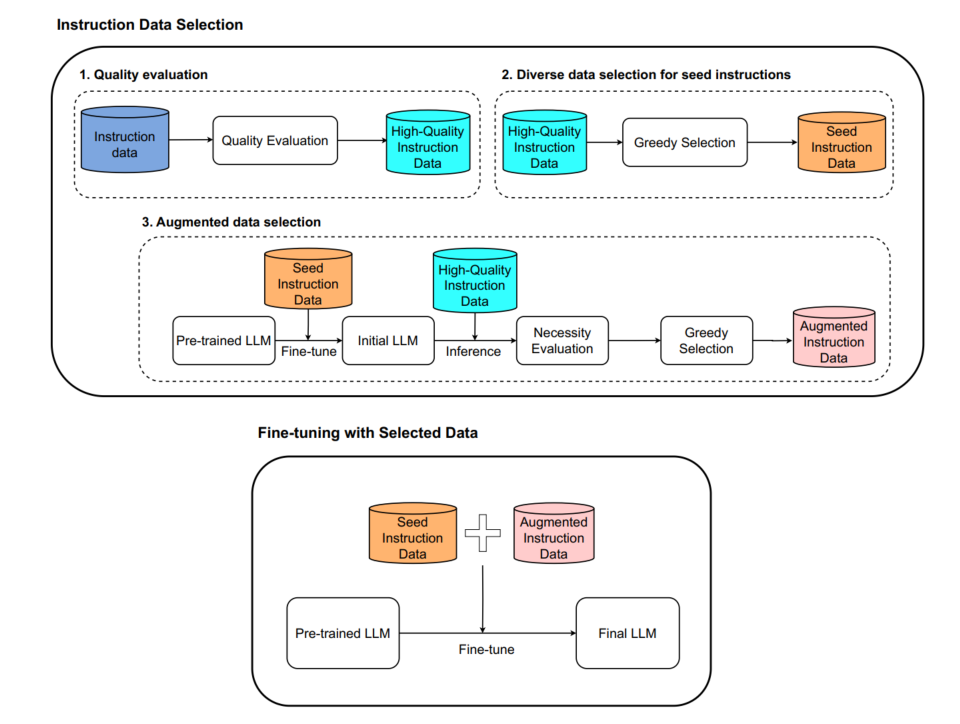 Instruction Data Selection
1. Quality evaluation
Instruction
data
Quality Evaluation
High-Quality
Instruction
Data
2. Diverse data selection for seed instructions
High-Quality
Instruction
Data
Greedy Selection
Seed
Instruction
Data
3. Augmented data selection
Seed
Instruction
Data
High-Quality
Instruction
Data
Pre-trained LLM
Fine-tune
Initial LLM
Inference
Necessity
Evaluation
Greedy
Selection
Augmented
Instruction
Data
Fine-tuning with Selected Data
Seed
Instruction
Data
Augmented
Instruction
Data
Pre-trained LLM
Fine-tune
Final LLM